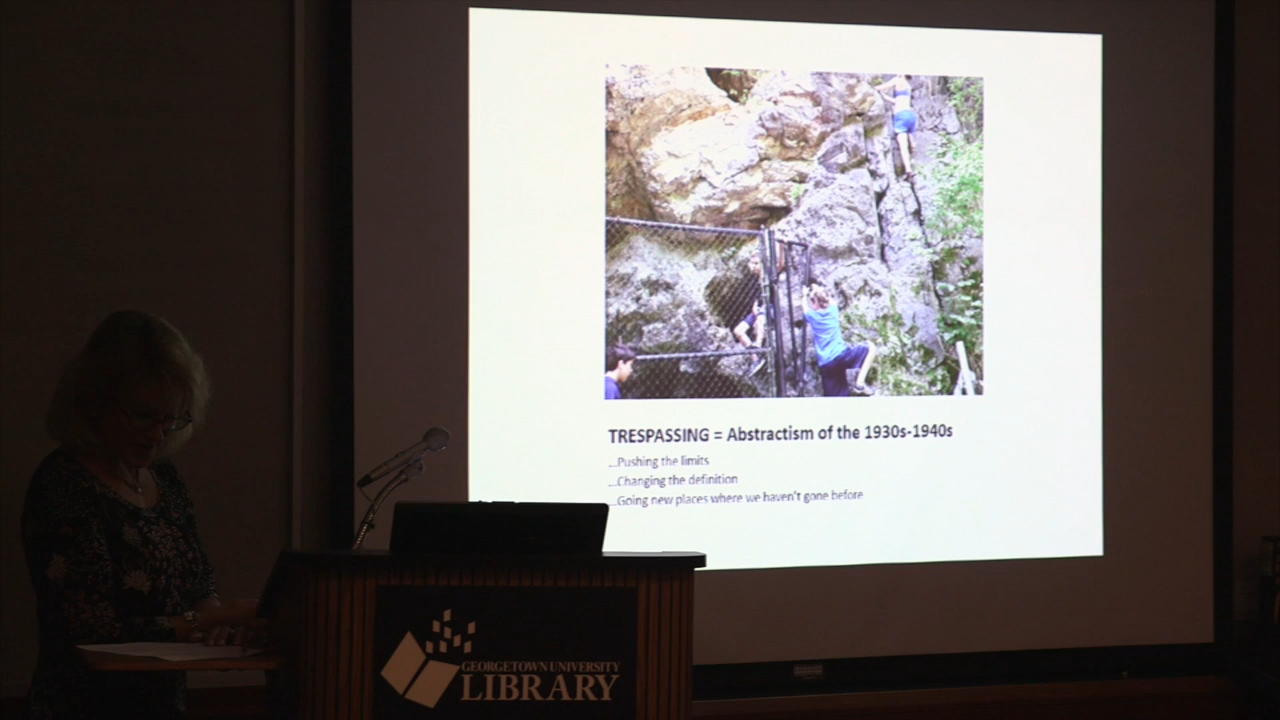 TRESPASSING = Abstractism of the 1930s-1940s
...Pushing the limits
...Changing the definition
...Going new places where we haven't gone before
GEORGETOWN UNIVERSITY
LIBRARY